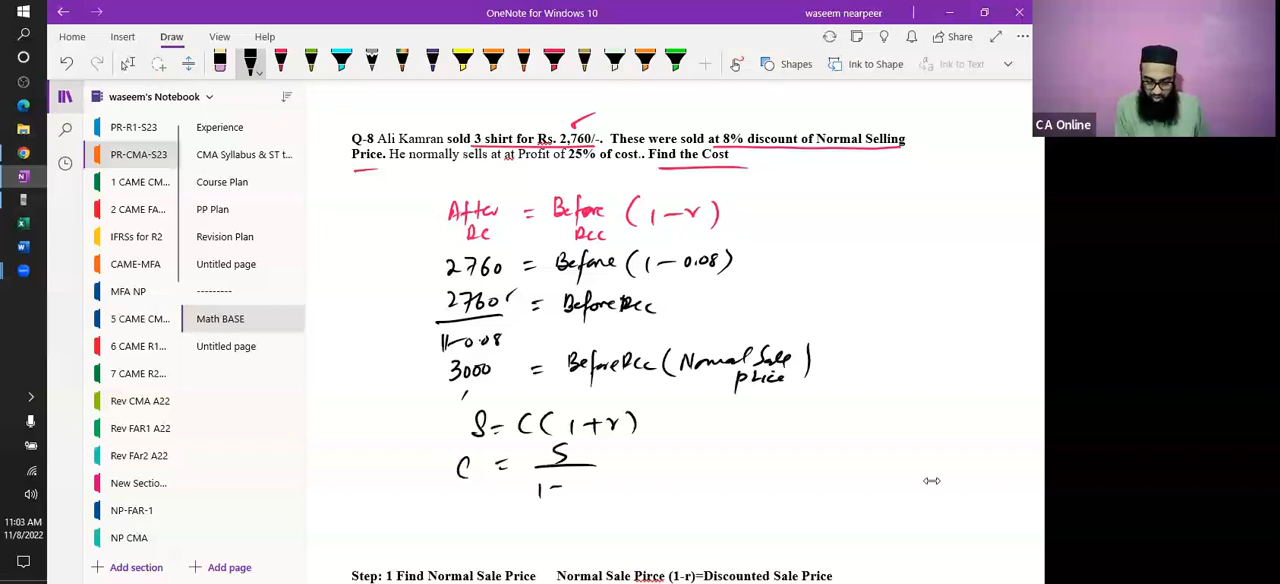 OneNote for Windows 10
waseem nearpeer
Home Insert Draw View Help
Share
Shapes
Ink to Shape
Ink to Text
waseem's Notebook
PR-R1-S23
PR-CMA-S23
1 CAME CM...
2 CAME FA...
IFRSs for R2
CAME-MFA
MFA NP
5 CAME CM...
6 CAME R1...
7 CAME R2...
Rev CMA A22
Rev FAR1 A22
Rev FAr2 A22
New Sectio...
NP-FAR-1
NP CMA
Add section
Experience
CMA Syllabus & ST t...
Course Plan
PP Plan
Revision Plan
Untitled page
---------
Math BASE
Untitled page
Add page
Q-8 Ali Kamran sold 3 shirt for Rs. 2,760/-. These were sold at 8% discount of Normal Selling
Price. He normally sells at at Profit of 25% of cost.. Find the Cost
After = Before (1-r)
Dc Dcc
2760 = Before (1-0.08)
2760 = Before Dcc
1-0.08
3000 = Before Dcc (Normal Sale
price)
S = C(1+r)
C = S
1-
Step: 1 Find Normal Sale Price Normal Sale Pirce (1-r)=Discounted Sale Price
C A Online
11:03 AM
11/8/2022